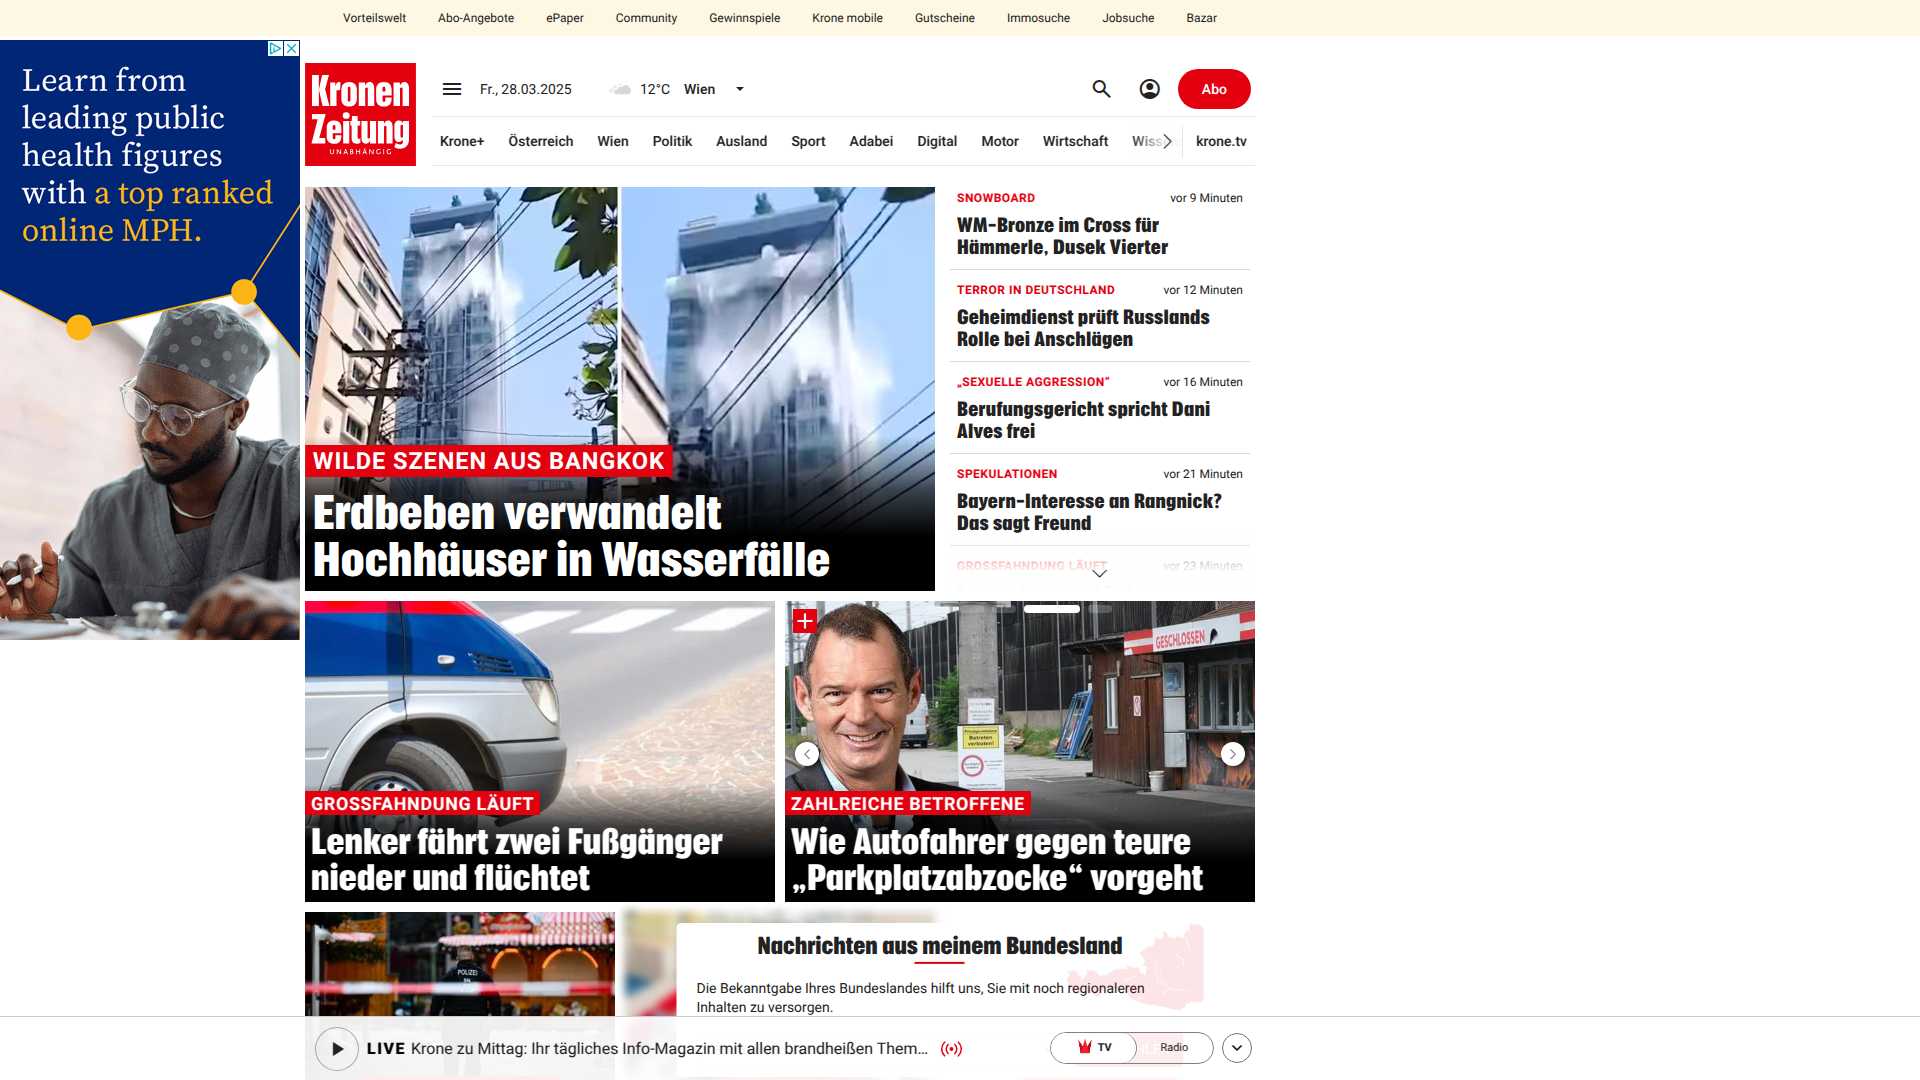 Vorteilswelt Abo-Angebote ePaper Community Gewinnspiele Krone mobile Gutscheine Immosuche Jobsuche Bazar
Learn from
leading public
health figures
with a top ranked
online MPH.
Kronen
Zeitung
UNABHÄNGIG
Fr., 28.03.2025 12°C Wien
Abo
Krone+ Österreich Wien Politik Ausland Sport Adabei Digital Motor Wirtschaft krone.tv
WILDE SZENEN AUS BANGKOK
Erdbeben verwandelt
Hochhäuser in Wasserfälle
SNOWBOARD vor 9 Minuten
WM-Bronze im Cross für
Hämmerle, Dusek Vierter
TERROR IN DEUTSCHLAND vor 12 Minuten
Geheimdienst prüft Russlands
Rolle bei Anschlägen
„SEXUELLE AGGRESSION“ vor 16 Minuten
Berufungsgericht spricht Dani
Alves frei
SPEKULATIONEN vor 21 Minuten
Bayern-Interesse an Rangnick?
Das sagt Freund
GROSSFAHNDUNG LÄUFT vor 23 Minuten
GROSSFAHNDUNG LÄUFT
Lenker fährt zwei Fußgänger
nieder und flüchtet
GESCHLOSSEN
Betreten
verboten!
ZAHLREICHE BETROFFENE
Wie Autofahrer gegen teure
„Parkplatzabzocke“ vorgeht
POLIZEI
Nachrichten aus meinem Bundesland
Die Bekanntgabe Ihres Bundeslandes hilft uns, Sie mit noch regionaleren
Inhalten zu versorgen.
LIVE Krone zu Mittag: Ihr tägliches Info-Magazin mit allen brandheißen Them...
TV Radio